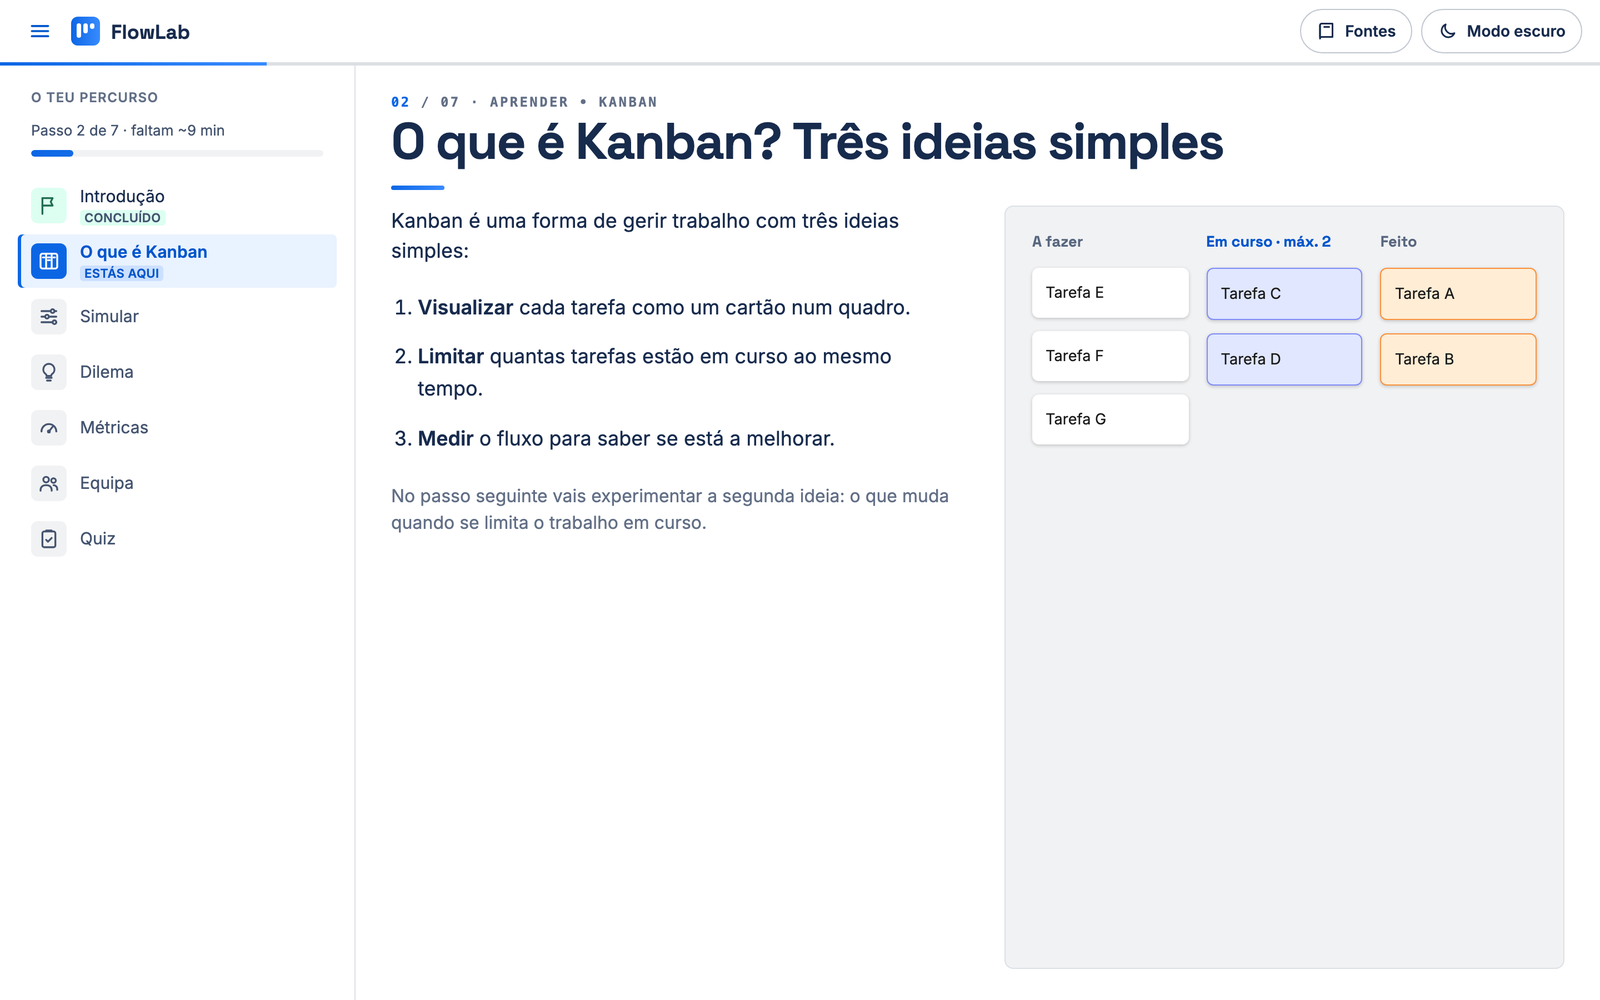 FlowLab
Fontes
Modo escuro
O TEU PERCURSO
Passo 2 de 7 · faltam ~9 min
Introdução
CONCLUÍDO
O que é Kanban
ESTÁS AQUI
Simular
Dilema
Métricas
Equipa
Quiz
02 / 07 · APRENDER • KANBAN
O que é Kanban? Três ideias simples
Kanban é uma forma de gerir trabalho com três ideias
simples:
1. Visualizar cada tarefa como um cartão num quadro.
2. Limitar quantas tarefas estão em curso ao mesmo
tempo.
3. Medir o fluxo para saber se está a melhorar.
No passo seguinte vais experimentar a segunda ideia: o que muda
quando se limita o trabalho em curso.
A fazer
Tarefa E
Tarefa F
Tarefa G
Em curso · máx. 2
Tarefa C
Tarefa D
Feito
Tarefa A
Tarefa B